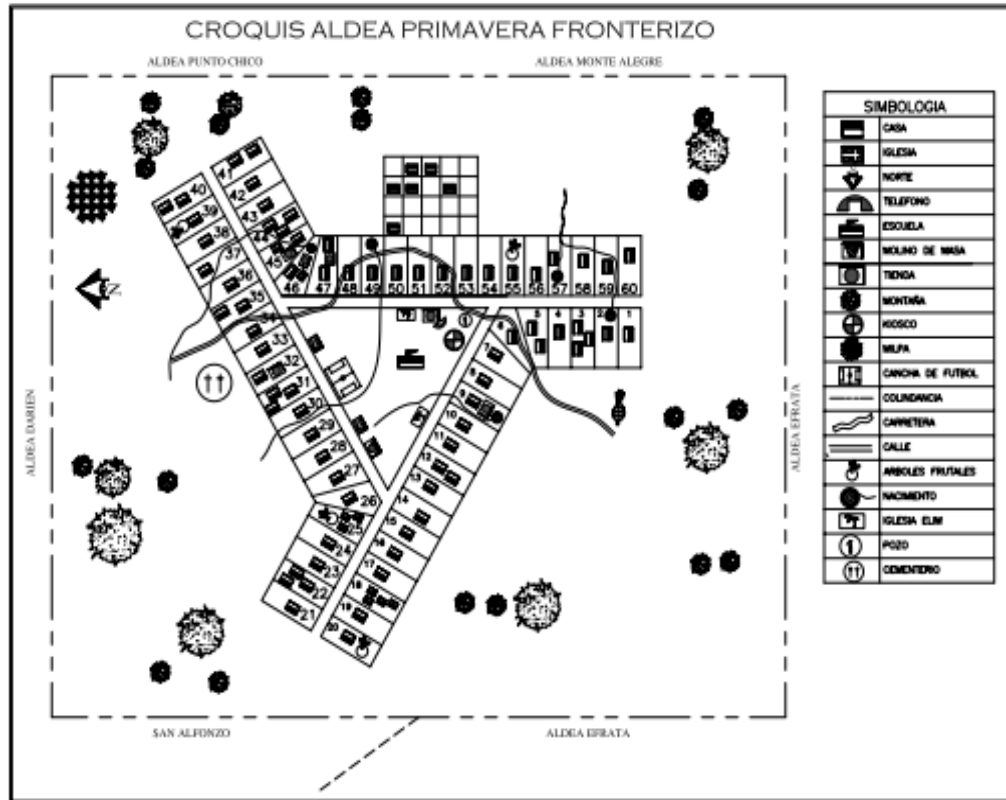 CROQUIS ALDEA PRIMAVERA FRONTERIZO
ALDEA PUNTO CHICO
ALDEA MONTE ALEGRE
ALDEA DARIEN
ALDEA EFRATA
SAN ALFONZO
ALDEA EFRATA
N
41
42
43
44
45
46
40
39
38
37
36
35
34
33
32
31
30
29
28
27
26
25
24
23
22
21
47 48 49 50 51 52 53 54 55 56 57 58 59 60
1
6 5 4 3 2 1
7
8
9
10
11
12
13
14
15
16
17
18
19
20
SIMBOLOGIA
CASA
IGLESIA
NORTE
TELEFONO
ESCUELA
MOLINO DE MASA
TIENDA
MONTAÑA
KIOSCO
MILPA
CANCHA DE FUTBOL
COLINDANCIA
CARRETERA
CALLE
ARBOLES FRUTALES
NACIMIENTO
IGLESIA ELIM
1 POZO
CEMENTERIO